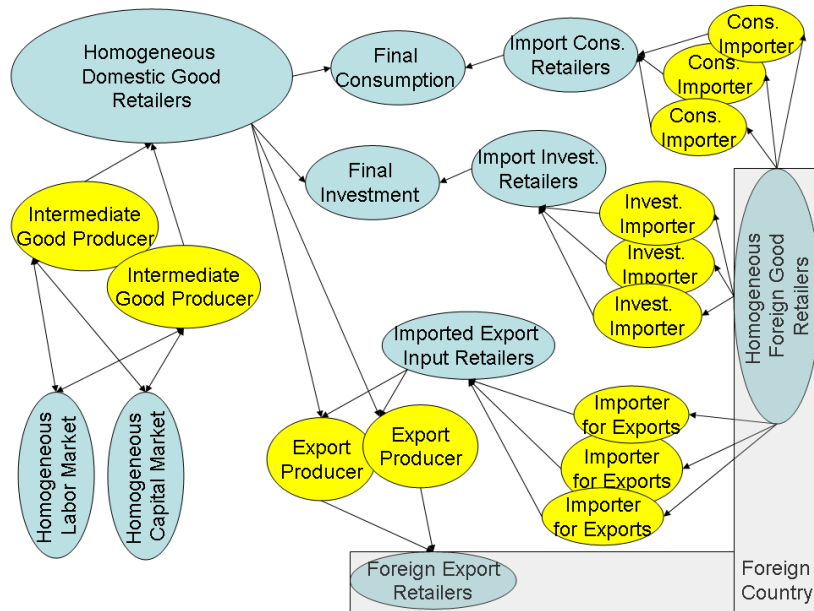 Homogeneous
Domestic Good
Retailers
Final
Consumption
Import Cons.
Retailers
Cons.
Importer
Cons.
Importer
Cons.
Importer
Final
Investment
Import Invest.
Retailers
Intermediate
Good Producer
Intermediate
Good Producer
Invest.
Importer
Invest.
Importer
Invest.
Importer
Homogeneous
Foreign Good
Retailers
Imported Export
Input Retailers
Homogeneous
Labor Market
Homogeneous
Capital Market
Export
Producer
Export
Producer
Importer
for Exports
Importer
for Exports
Importer
for Exports
Foreign Export
Retailers
Foreign
Country